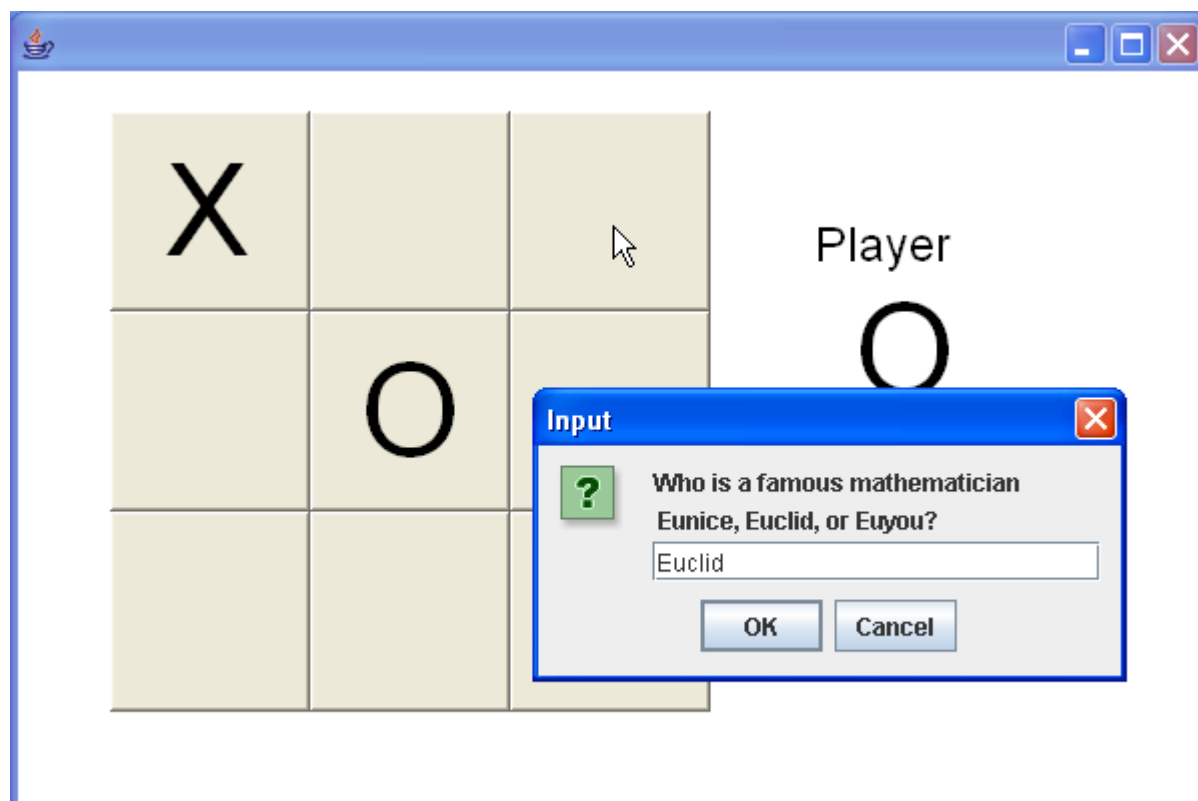 X
Player
O
O
Input
?
Who is a famous mathematician
Eunice, Euclid, or Euyou?
Euclid
OK
Cancel